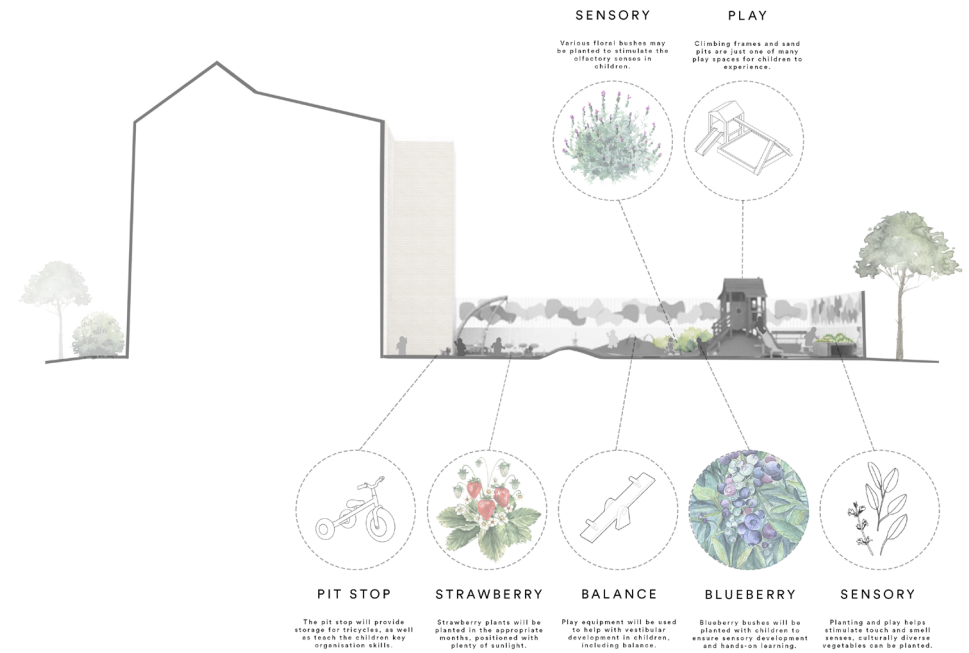 SENSORY
Various floral bushes may
be planted to stimulate the
olfactory senses in
children.
PLAY
Climbing frames and sand
pits are just one of many
play spaces for children to
experience.
PIT STOP
The pit stop will provide
storage for tricycles, as well
as teach the children key
organisation skills.
STRAWBERRY
Strawberry plants will be
planted in the appropriate
months, positioned with
plenty of sunlight.
BALANCE
Play equipment will be used
to help with vestibular
development in children,
including balance.
BLUEBERRY
Blueberry bushes will be
planted with children to
ensure sensory development
and hands-on learning.
SENSORY
Planting and play helps
stimulate touch and smell
senses, culturally diverse
vegetables can be planted.